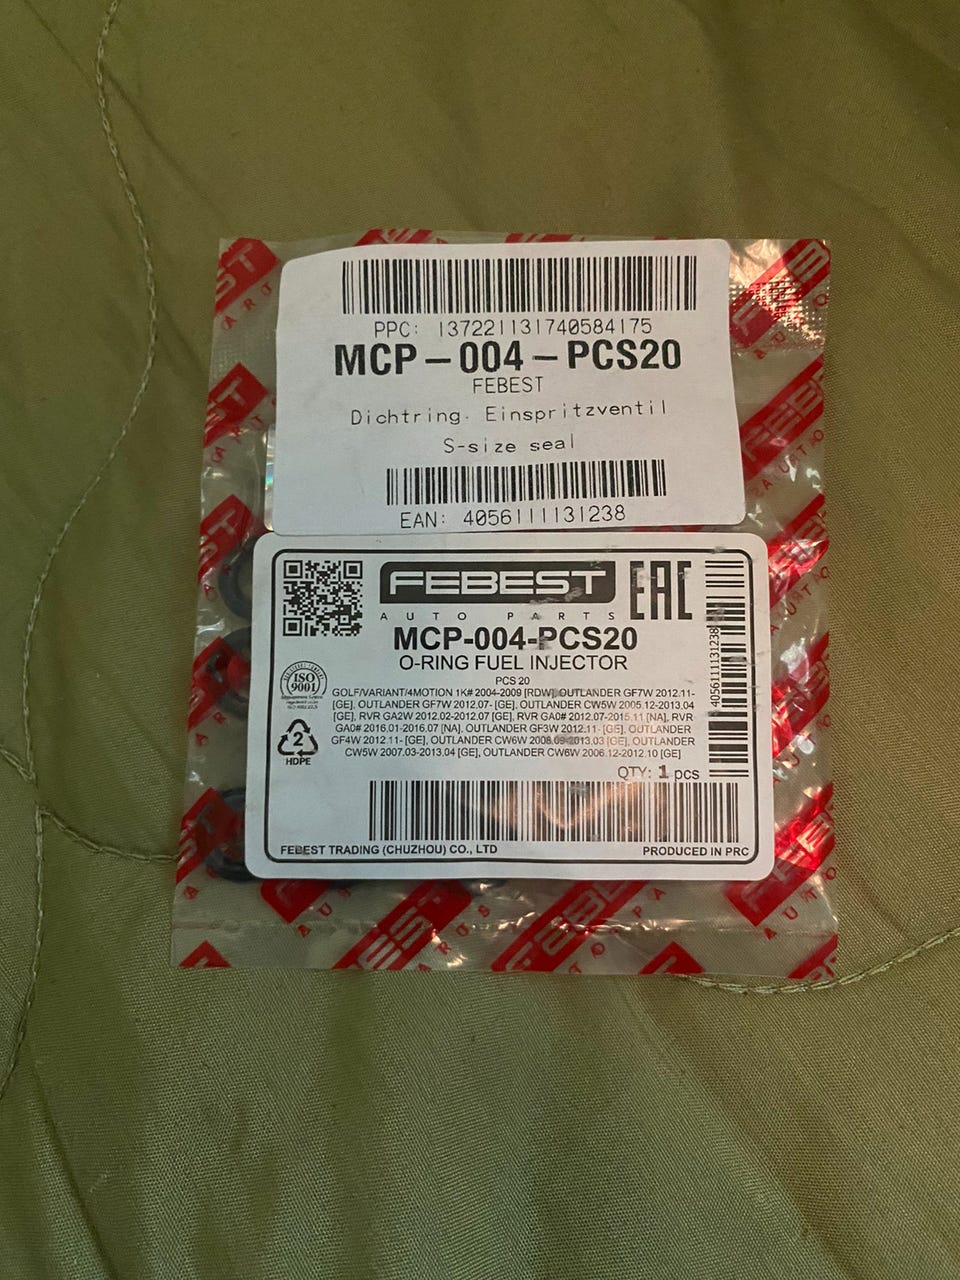 PPC: 137221131740584175
MCP-004-PCS20
FEBEST
Dichtring. Einspritzventil
S-size seal
EAN: 4056111131238
FEBEST
EAC
AUTO PARTS
MCP-004-PCS20
O-RING FUEL INJECTOR
PCS 20
GOLF/VARIANT/4MOTION 1K# 2004-2009 [RDW], OUTLANDER GF7W 2012.11-
[GE], OUTLANDER GF7W 2012.07- [GE], OUTLANDER CW5W 2005.12-2013.04
[GE], RVR GA2W 2012.02-2012.07 [GE], RVR GA0# 2012.07-2015.11 [NA], RVR
GA0# 2016.01-2016.07 [NA], OUTLANDER GF3W 2012.11- [GE], OUTLANDER
GF4W 2012.11- [GE], OUTLANDER CW6W 2008.09-2013.03 [GE], OUTLANDER
CW5W 2007.03-2013.04 [GE], OUTLANDER CW6W 2006.12-2012.10 [GE]
QTY: 1 pcs
4056111131238
ISO
9001
2
HDPE
FEBEST TRADING (CHUZHOU) CO., LTD
PRODUCED IN PRC